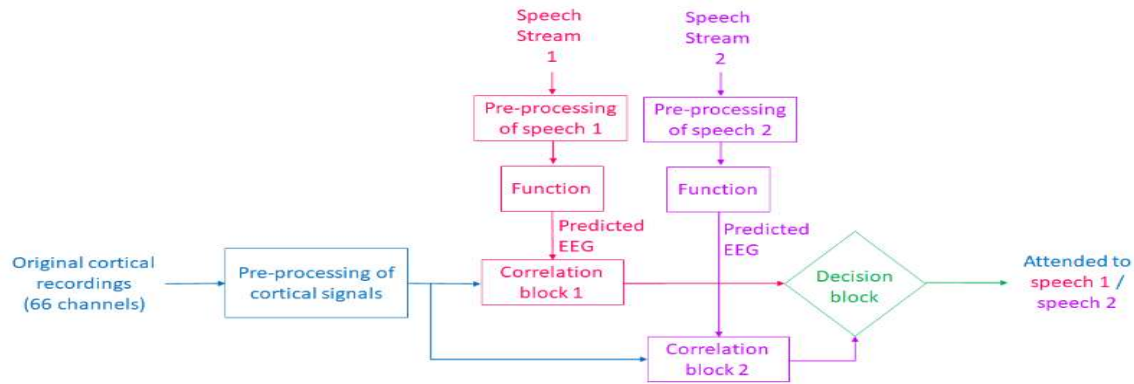 Speech
Stream
1
Speech
Stream
2
Pre-processing
of speech 1
Pre-processing
of speech 2
Function
Function
Predicted
EEG
Predicted
EEG
Original cortical
recordings
(66 channels)
Pre-processing of
cortical signals
Correlation
block 1
Decision
block
Attended to
speech 1 /
speech 2
Correlation
block 2